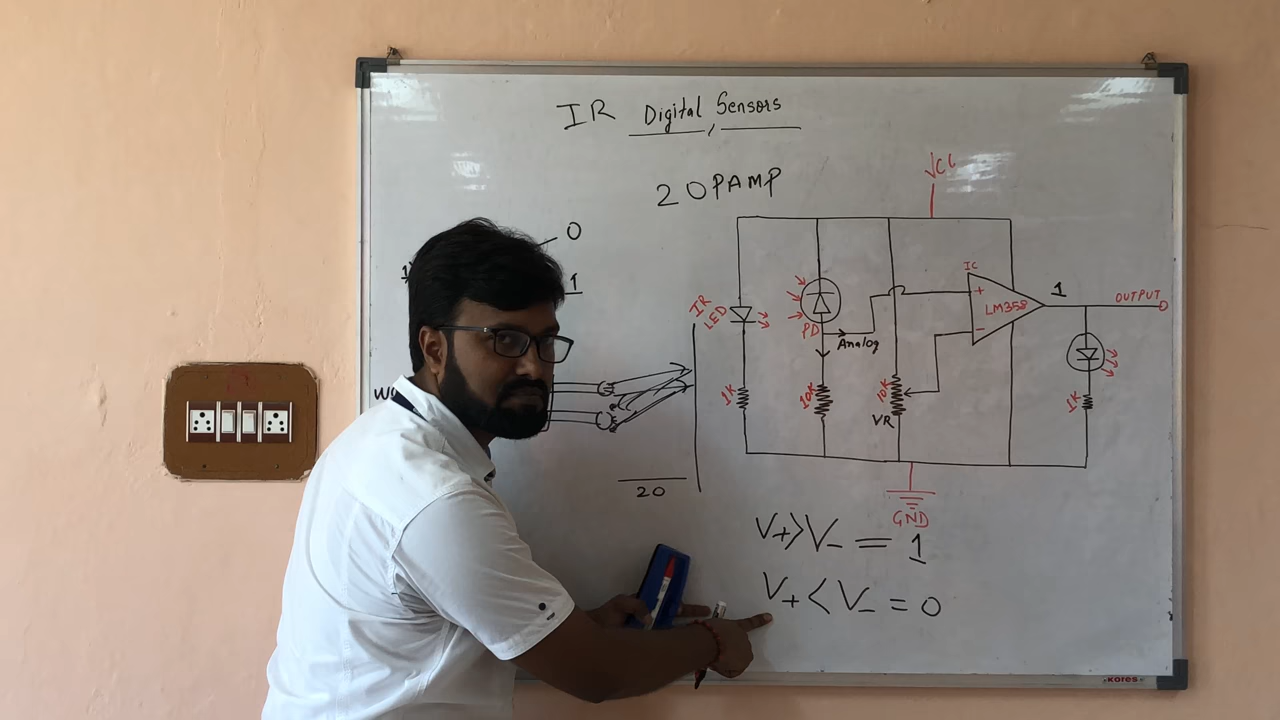 IR Digital Sensors
2 OPAMP
VCC
0
1
IR LED
PD
Analog
IC
+
LM358
-
1
OUTPUT
1K
10K
10K
VR
1K
20
GND
V+ > V- = 1
V+ < V- = 0
kores